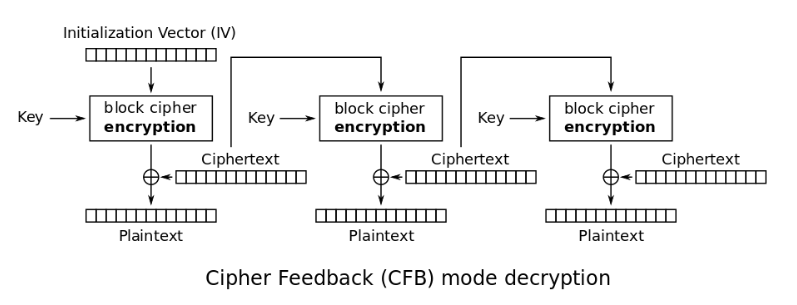 Initialization Vector (IV)
Key
block cipher
encryption
Key
block cipher
encryption
Key
block cipher
encryption
Ciphertext
Ciphertext
Ciphertext
Plaintext
Plaintext
Plaintext
Cipher Feedback (CFB) mode decryption